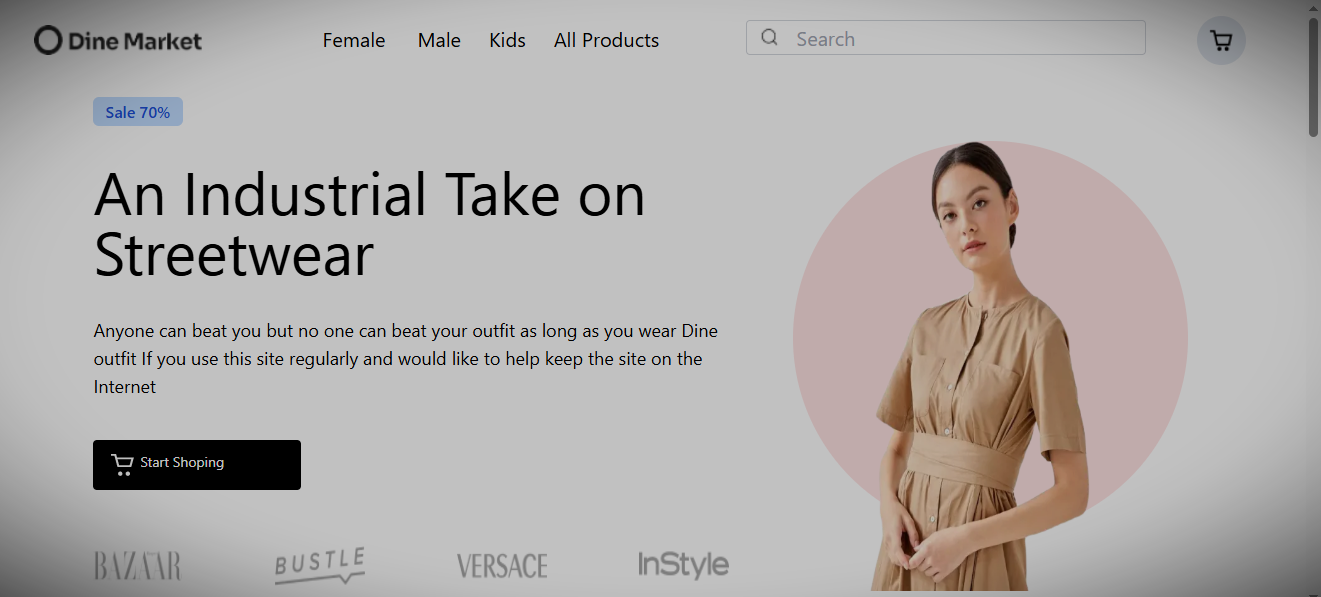 Dine Market
Female
Male
Kids
All Products
Search
Sale 70%
An Industrial Take on
Streetwear
Anyone can beat you but no one can beat your outfit as long as you wear Dine
outfit If you use this site regularly and would like to help keep the site on the
Internet
Start Shoping
BAZAAR
BUSTLE
VERSACE
InStyle